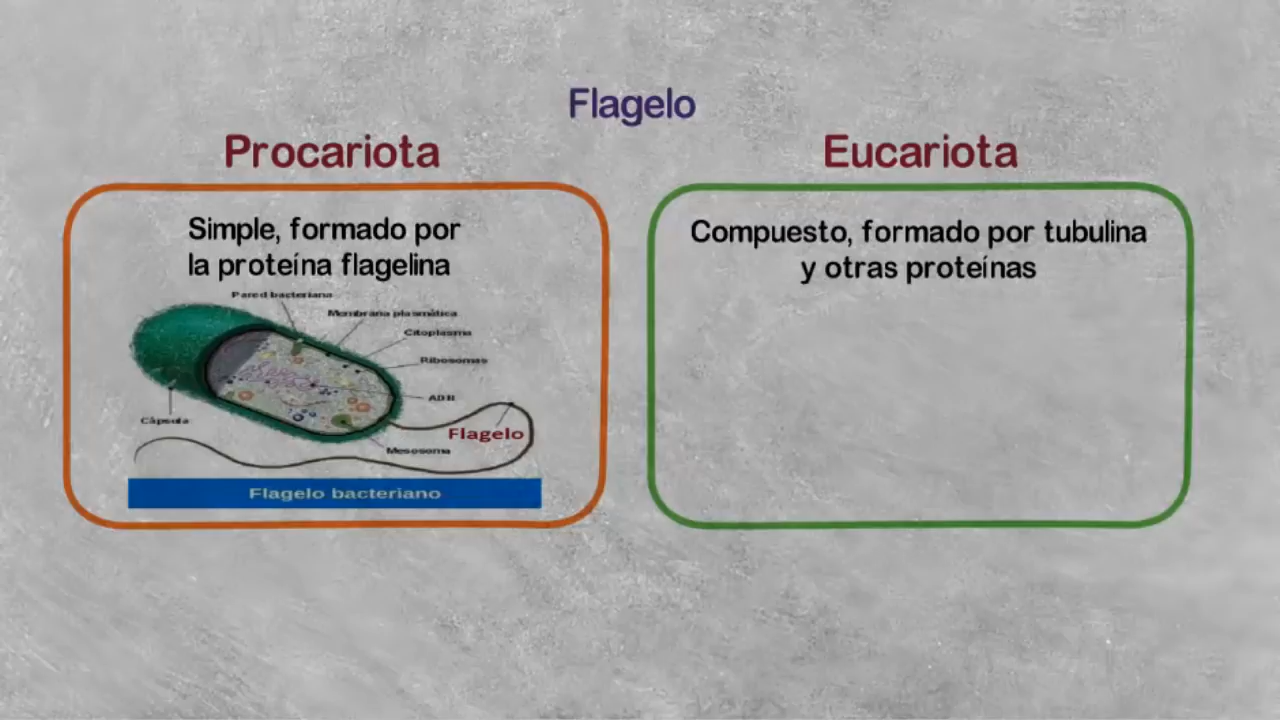 Flagelo
Procariota
Eucariota
Simple, formado por
la proteína flagelina
Pared bacteriana
Membrana plasmática
Citoplasma
Ribosomas
ADN
Cápsula
Flagelo
Mesosoma
Flagelo bacteriano
Compuesto, formado por tubulina
y otras proteínas